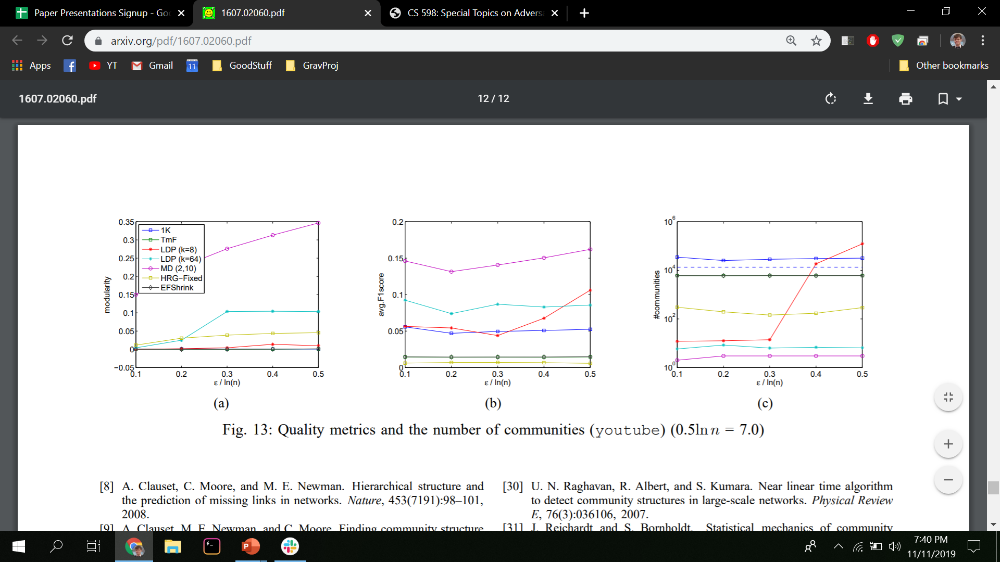 Paper Presentations Signup - Goo
1607.02060.pdf
CS 598: Special Topics on Adversa
arxiv.org/pdf/1607.02060.pdf
Apps
YT
Gmail
11
GoodStuff
GravProj
Other bookmarks
1607.02060.pdf
12 / 12
0.35
0.3
0.25
0.2
0.15
0.1
0.05
0
−0.05
modularity
1K
TmF
LDP (k=8)
LDP (k=64)
MD (2,10)
HRG−Fixed
EFShrink
0.1 0.2 0.3 0.4 0.5
ε / ln(n)
(a)
0.2
0.15
0.1
0.05
0
avg.F1score
0.1 0.2 0.3 0.4 0.5
ε / ln(n)
(b)
10^6
10^4
10^2
10^0
#communities
0.1 0.2 0.3 0.4 0.5
ε / ln(n)
(c)
Fig. 13: Quality metrics and the number of communities (youtube) (0.5ln n = 7.0)
[8] A. Clauset, C. Moore, and M. E. Newman. Hierarchical structure and
the prediction of missing links in networks. Nature, 453(7191):98–101,
2008.
[9] A. Clauset, M. E. Newman, and C. Moore. Finding community structure
[30] U. N. Raghavan, R. Albert, and S. Kumara. Near linear time algorithm
to detect community structures in large-scale networks. Physical Review
E, 76(3):036106, 2007.
[31] J. Reichardt and S. Bornholdt. Statistical mechanics of community
7:40 PM
11/11/2019